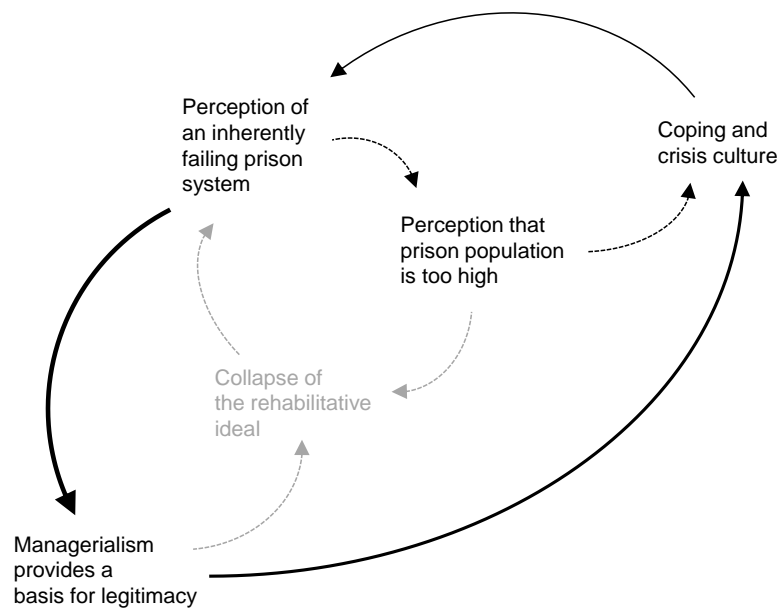 Perception of
an inherently
failing prison
system
Coping and
crisis culture
Perception that
prison population
is too high
Collapse of
the rehabilitative
ideal
Managerialism
provides a
basis for legitimacy